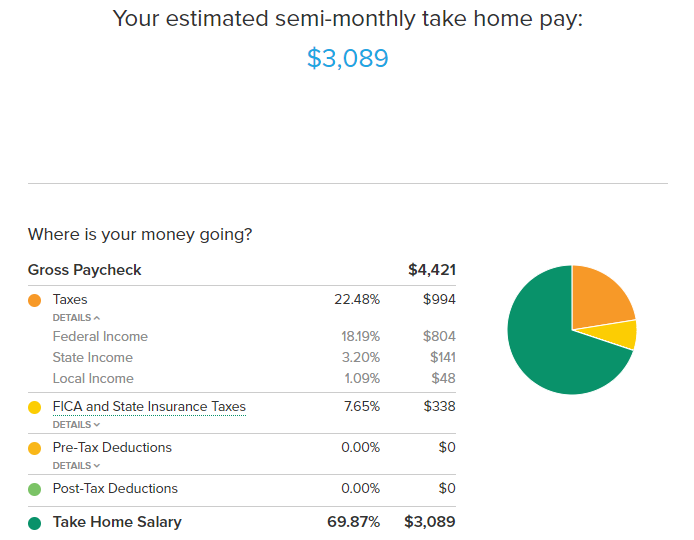 Your estimated semi-monthly take home pay:
$3,089
Where is your money going?
Gross Paycheck $4,421
Taxes 22.48% $994
DETAILS
Federal Income 18.19% $804
State Income 3.20% $141
Local Income 1.09% $48
FICA and State Insurance Taxes 7.65% $338
DETAILS
Pre-Tax Deductions 0.00% $0
DETAILS
Post-Tax Deductions 0.00% $0
Take Home Salary 69.87% $3,089